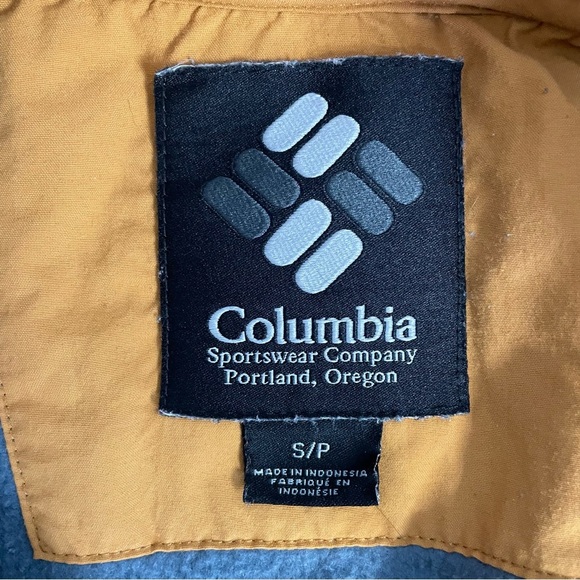 Columbia
Sportswear Company
Portland, Oregon
S/P
MADE IN INDONESIA
FABRIQUÉ EN
INDONÉSIE